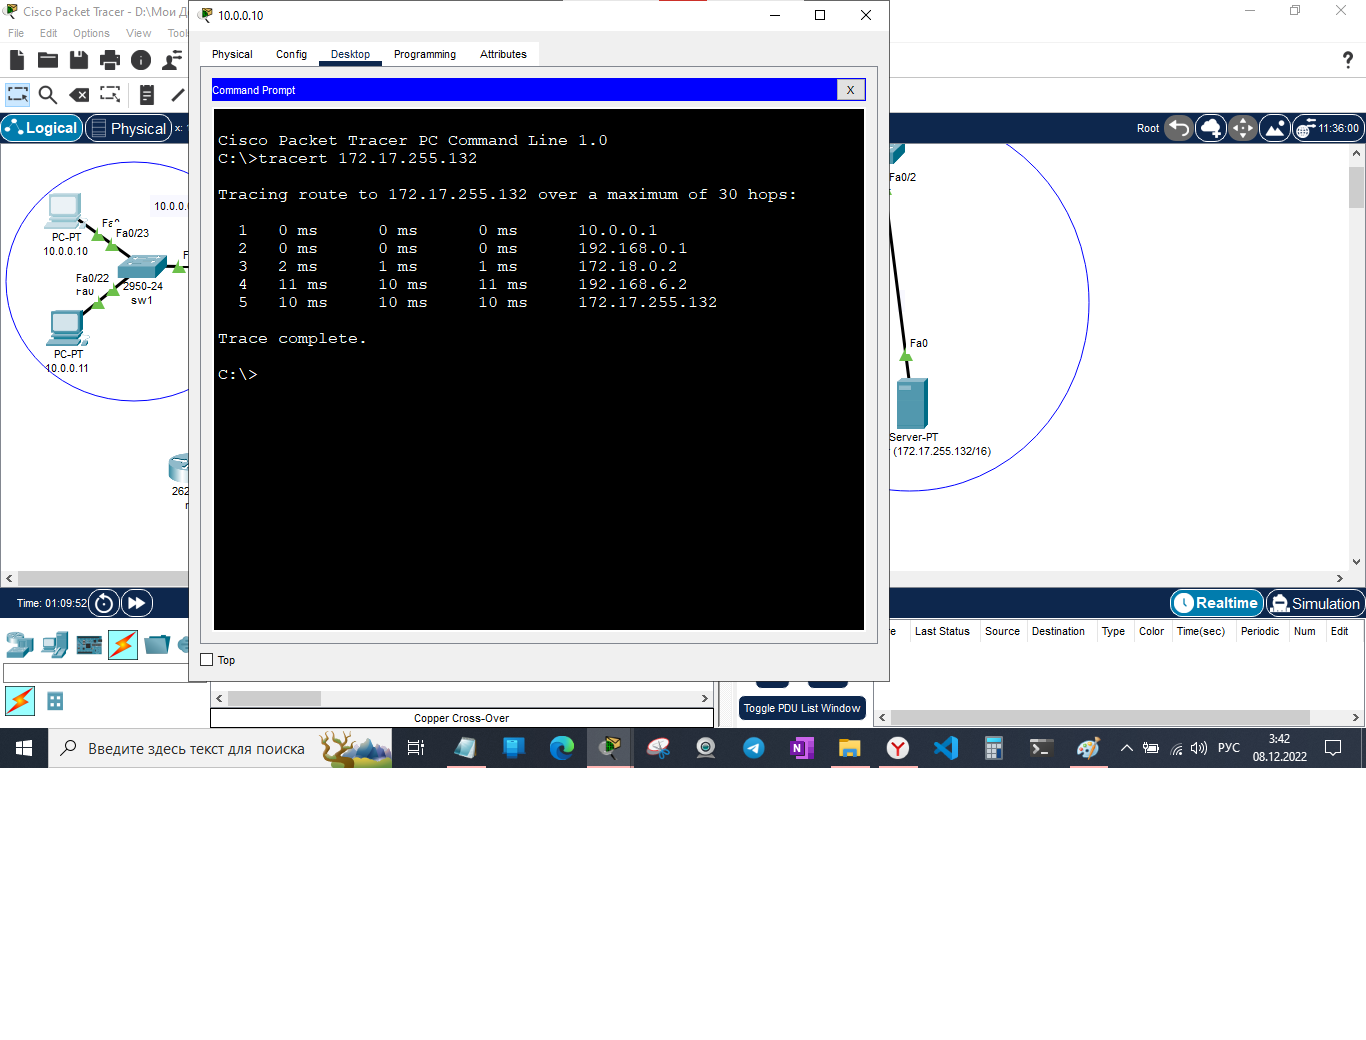 Cisco Packet Tracer - D:\Мои Д
File Edit Options View Tools
Logical Physical x:
Root 11:36:00
10.0.0.10
Physical Config Desktop Programming Attributes
Command Prompt X
Cisco Packet Tracer PC Command Line 1.0
C:\>tracert 172.17.255.132
Tracing route to 172.17.255.132 over a maximum of 30 hops:
1 0 ms 0 ms 0 ms 10.0.0.1
2 0 ms 0 ms 0 ms 192.168.0.1
3 2 ms 1 ms 1 ms 172.18.0.2
4 11 ms 10 ms 11 ms 192.168.6.2
5 10 ms 10 ms 10 ms 172.17.255.132
Trace complete.
C:\>
Top
10.0.0.
Fa0/23
PC-PT
10.0.0.10
Fa0/22
Fa0
2950-24
sw1
PC-PT
10.0.0.11
262
Fa0/2
Fa0
Server-PT
(172.17.255.132/16)
Time: 01:09:52
Realtime Simulation
Last Status Source Destination Type Color Time(sec) Periodic Num Edit
Copper Cross-Over
Toggle PDU List Window
Введите здесь текст для поиска
РУС
3:42
08.12.2022